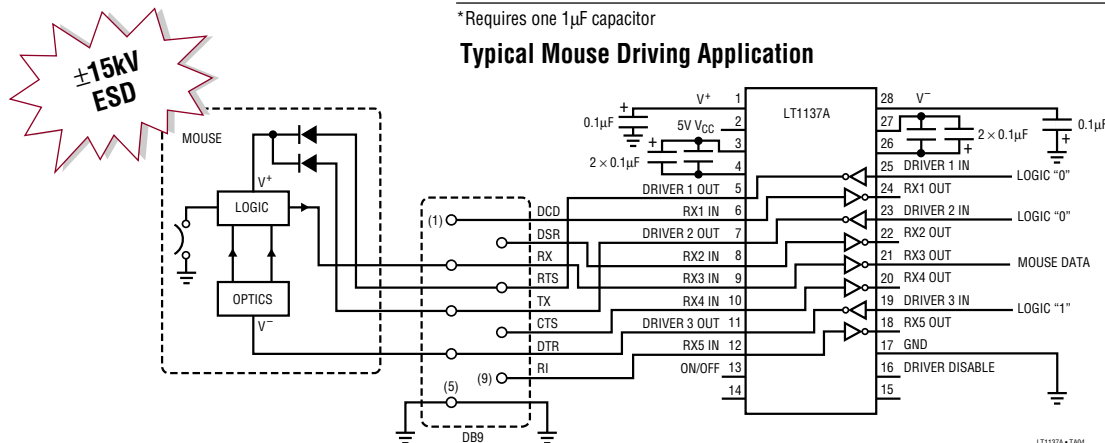 *Requires one 1µF capacitor
Typical Mouse Driving Application
±15kV
ESD
MOUSE
V+
LOGIC
OPTICS
V−
(1)
DCD
DSR
RX
RTS
TX
CTS
DTR
(9)
RI
(5)
DB9
LT1137A
V+ 1
0.1µF
2
5V VCC
3
2 × 0.1µF
4
DRIVER 1 OUT 5
RX1 IN 6
DRIVER 2 OUT 7
RX2 IN 8
RX3 IN 9
RX4 IN 10
DRIVER 3 OUT 11
RX5 IN 12
ON/OFF 13
14
28 V−
0.1µF
27
2 × 0.1µF
26
25 DRIVER 1 IN
LOGIC “0”
24 RX1 OUT
23 DRIVER 2 IN
LOGIC “0”
22 RX2 OUT
21 RX3 OUT
MOUSE DATA
20 RX4 OUT
19 DRIVER 3 IN
LOGIC “1”
18 RX5 OUT
17 GND
16 DRIVER DISABLE
15
LT1137A • TA04